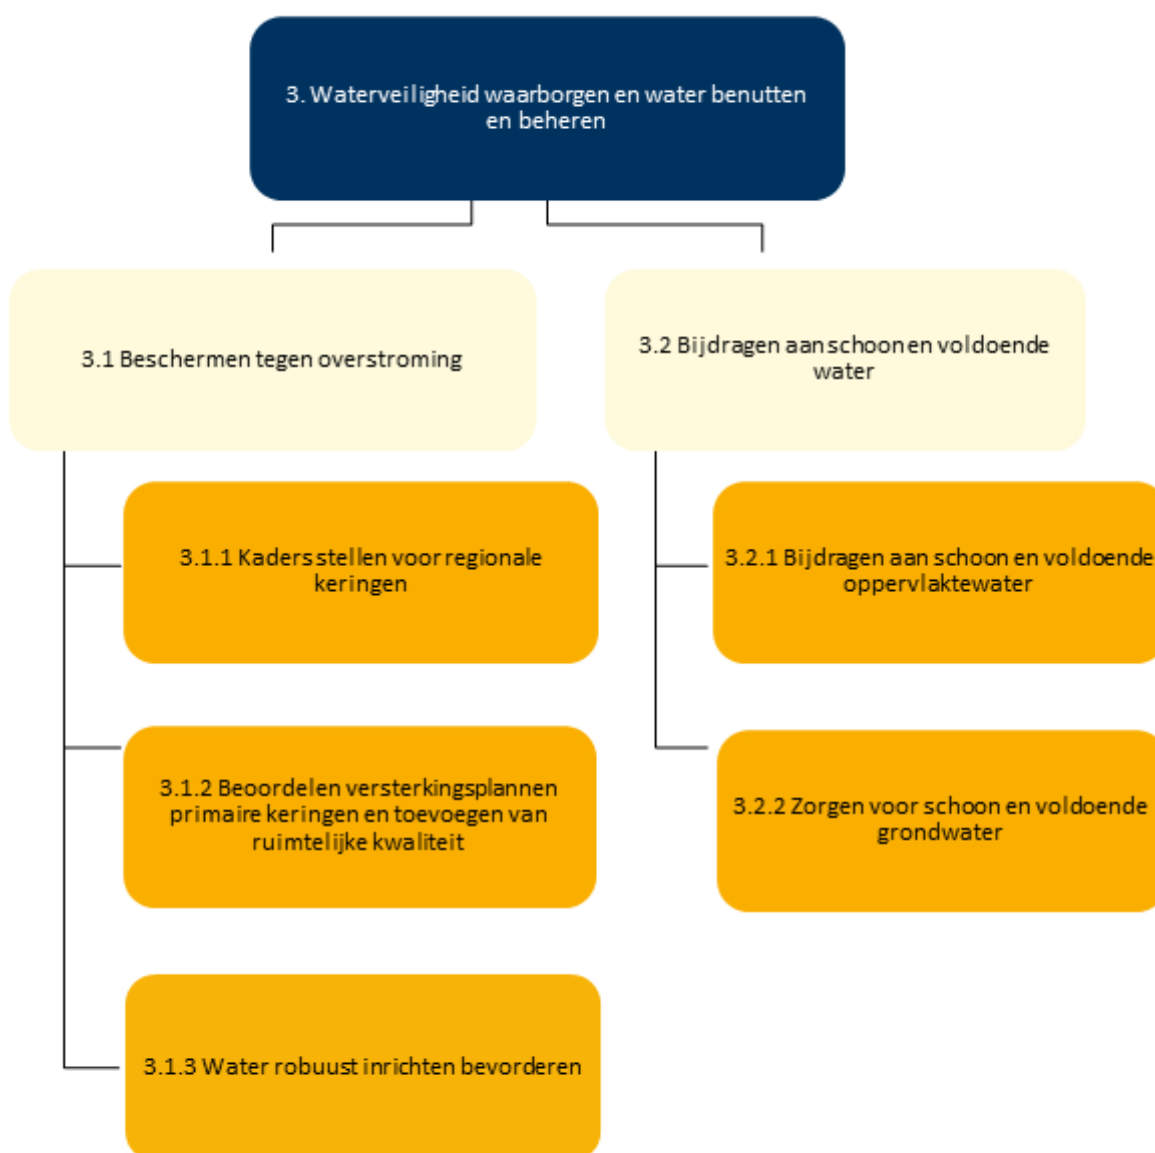 3. Waterveiligheid waarborgen en water benutten
en beheren
3.1 Beschermen tegen overstroming
3.1.1 Kaders stellen voor regionale
keringen
3.1.2 Beoordelen versterkingsplannen
primaire keringen en toevoegen van
ruimtelijke kwaliteit
3.1.3 Water robuust inrichten bevorderen
3.2 Bijdragen aan schoon en voldoende
water
3.2.1 Bijdragen aan schoon en voldoende
oppervlaktewater
3.2.2 Zorgen voor schoon en voldoende
grondwater